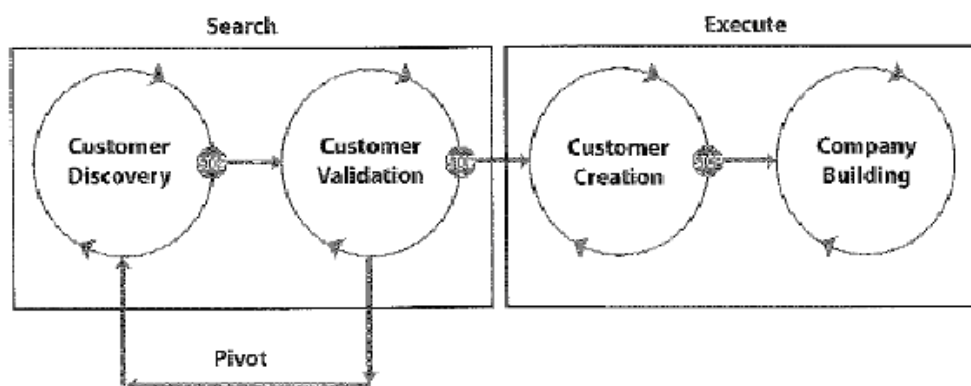 Search
Execute
Customer
Discovery
Customer
Validation
Customer
Creation
Company
Building
Pivot